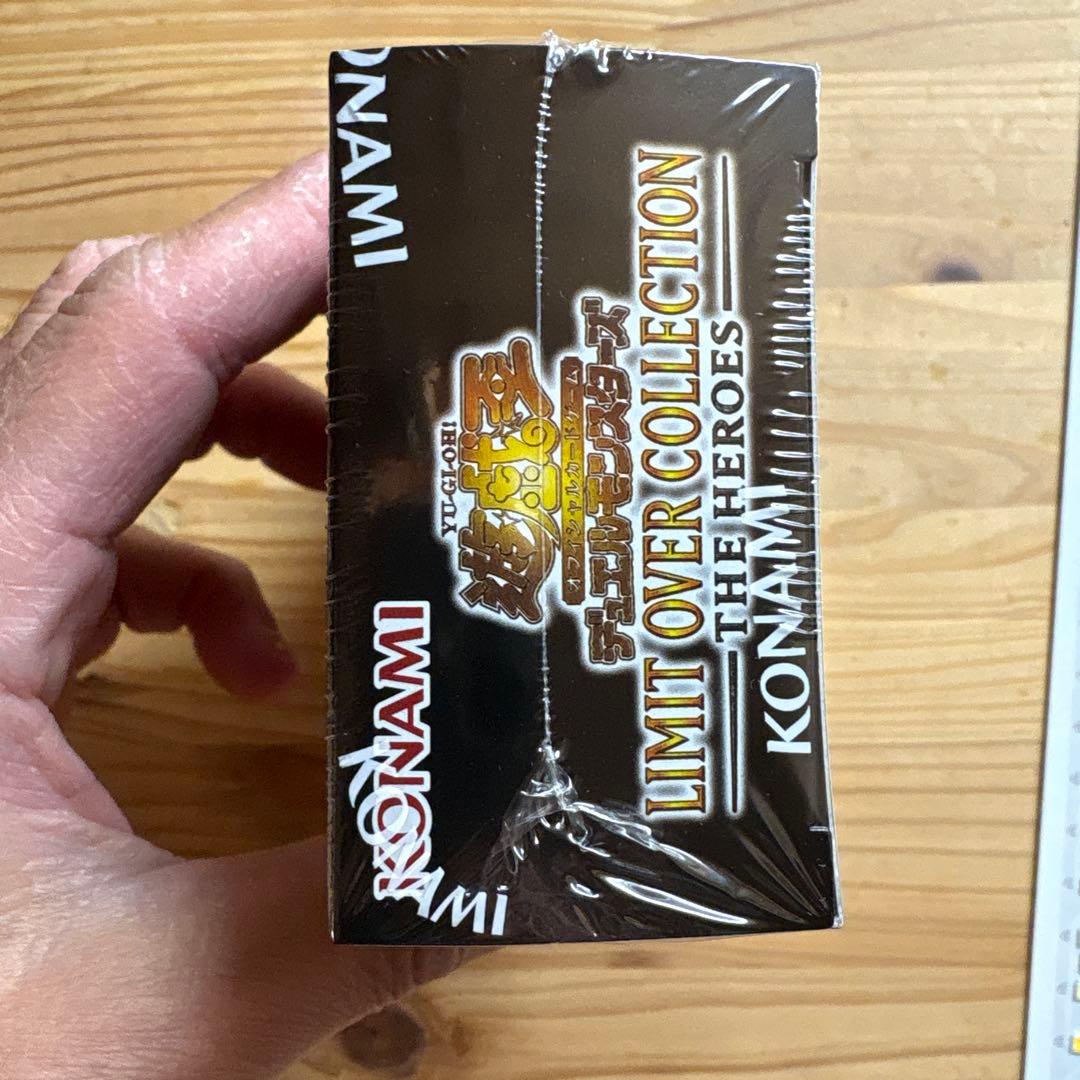 KONAMI
YU-GI-OH!
遊戯王
オフィシャルカードゲーム
デュエルモンスターズ
LIMIT OVER COLLECTION
THE HEROES
KONAMI
ONAMI
KONAMI